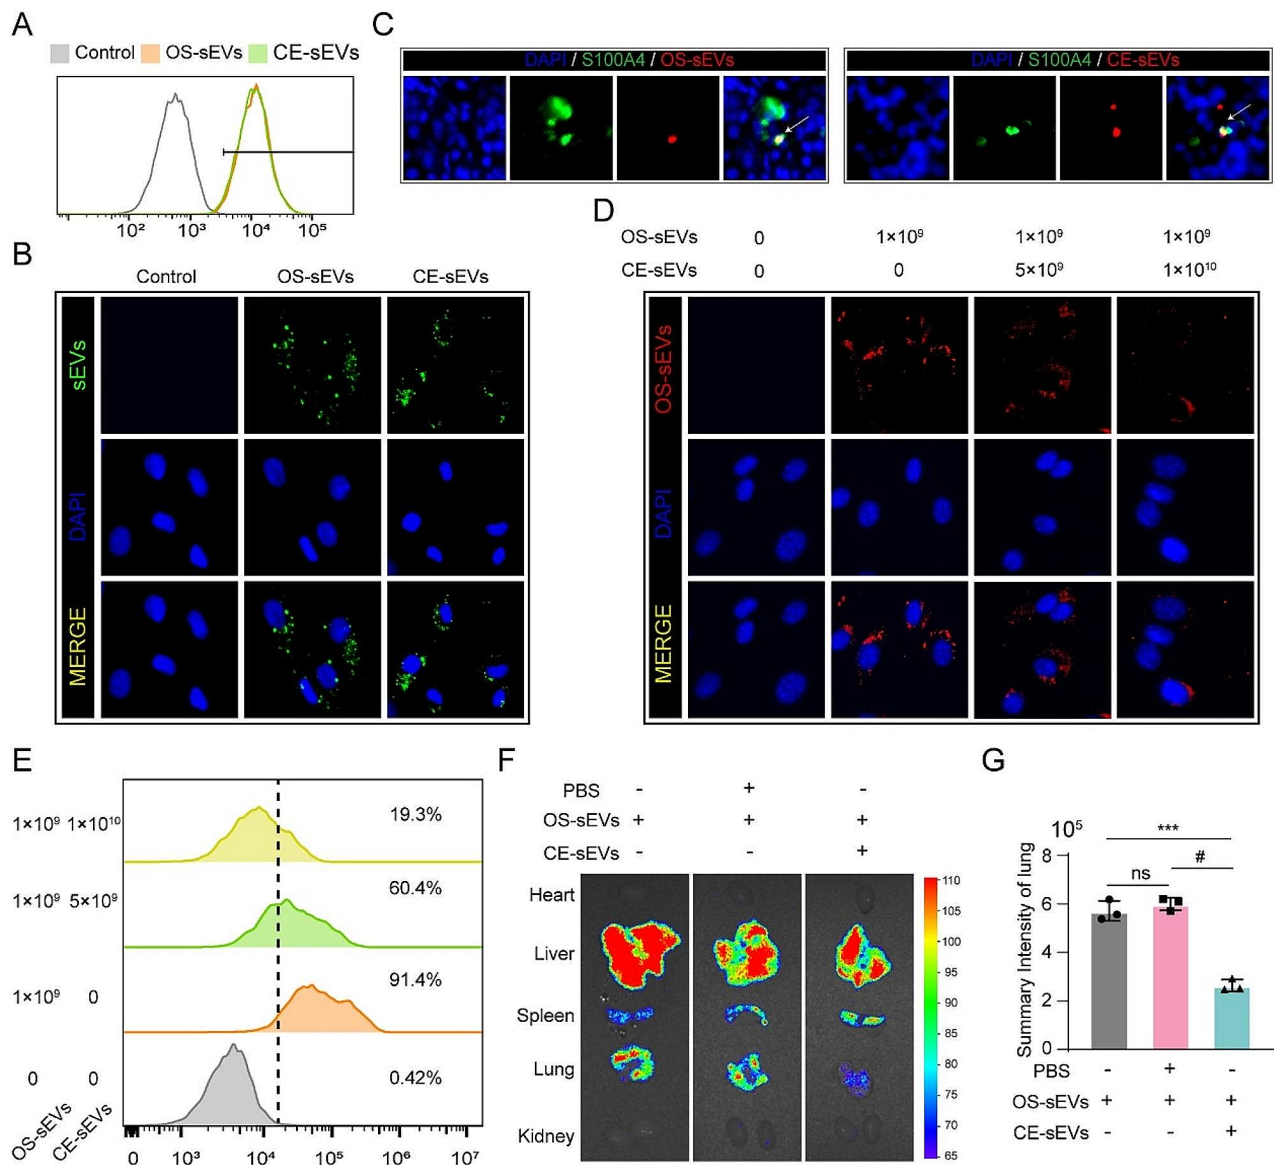 A
Control OS-sEVs CE-sEVs
10² 10³ 10⁴ 10⁵
C
DAPI / S100A4 / OS-sEVs
DAPI / S100A4 / CE-sEVs
B
Control OS-sEVs CE-sEVs
sEVs
DAPI
MERGE
D
OS-sEVs 0 1×10⁹ 1×10⁹ 1×10⁹
CE-sEVs 0 0 5×10⁹ 1×10¹⁰
OS-sEVs
DAPI
MERGE
E
1×10⁹ 1×10¹⁰ 19.3%
1×10⁹ 5×10⁹ 60.4%
1×10⁹ 0 91.4%
0 0 0.42%
OS-sEVs CE-sEVs
0 10³ 10⁴ 10⁵ 10⁶ 10⁷
F
PBS - + -
OS-sEVs + + +
CE-sEVs - - +
Heart
Liver
Spleen
Lung
Kidney
110
105
100
95
90
85
80
75
70
65
G
10⁵
Summary Intensity of lung
8
6
4
2
0
***
#
ns
PBS - + -
OS-sEVs + + +
CE-sEVs - - +